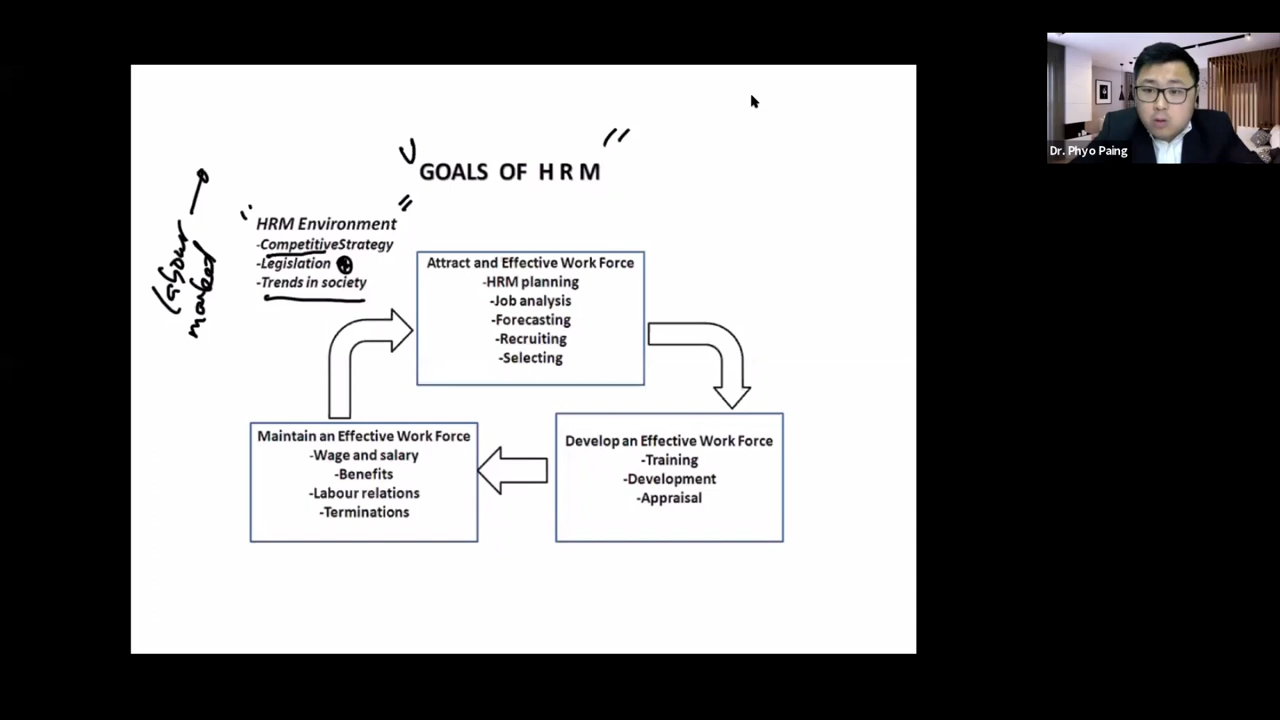 GOALS OF H R M
HRM Environment
-CompetitiveStrategy
-Legislation
-Trends in society
Labour
market
Attract and Effective Work Force
-HRM planning
-Job analysis
-Forecasting
-Recruiting
-Selecting
Maintain an Effective Work Force
-Wage and salary
-Benefits
-Labour relations
-Terminations
Develop an Effective Work Force
-Training
-Development
-Appraisal
Dr. Phyo Paing